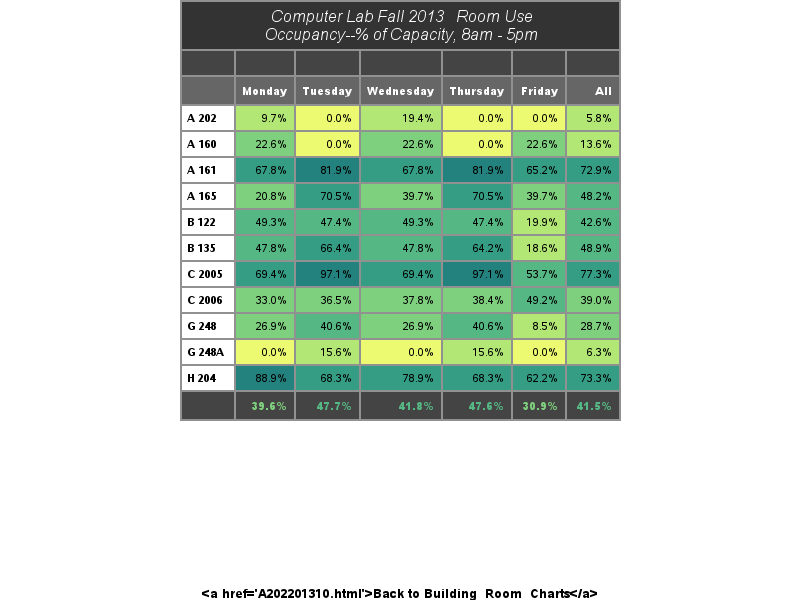 Computer Lab Fall 2013 Room Use
Occupancy--% of Capacity, 8am - 5pm
Monday Tuesday Wednesday Thursday Friday All
A 202 9.7% 0.0% 19.4% 0.0% 0.0% 5.8%
A 160 22.6% 0.0% 22.6% 0.0% 22.6% 13.6%
A 161 67.8% 81.9% 67.8% 81.9% 65.2% 72.9%
A 165 20.8% 70.5% 39.7% 70.5% 39.7% 48.2%
B 122 49.3% 47.4% 49.3% 47.4% 19.9% 42.6%
B 135 47.8% 66.4% 47.8% 64.2% 18.6% 48.9%
C 2005 69.4% 97.1% 69.4% 97.1% 53.7% 77.3%
C 2006 33.0% 36.5% 37.8% 38.4% 49.2% 39.0%
G 248 26.9% 40.6% 26.9% 40.6% 8.5% 28.7%
G 248A 0.0% 15.6% 0.0% 15.6% 0.0% 6.3%
H 204 88.9% 68.3% 78.9% 68.3% 62.2% 73.3%
39.6% 47.7% 41.8% 47.6% 30.9% 41.5%
<a href='A202201310.html'>Back to Building_Room_Charts</a>